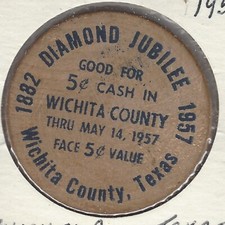 1882 DIAMOND JUBILEE 1957
GOOD FOR
5¢ CASH IN
WICHITA COUNTY
THRU MAY 14, 1957
FACE 5¢ VALUE
Wichita County, Texas